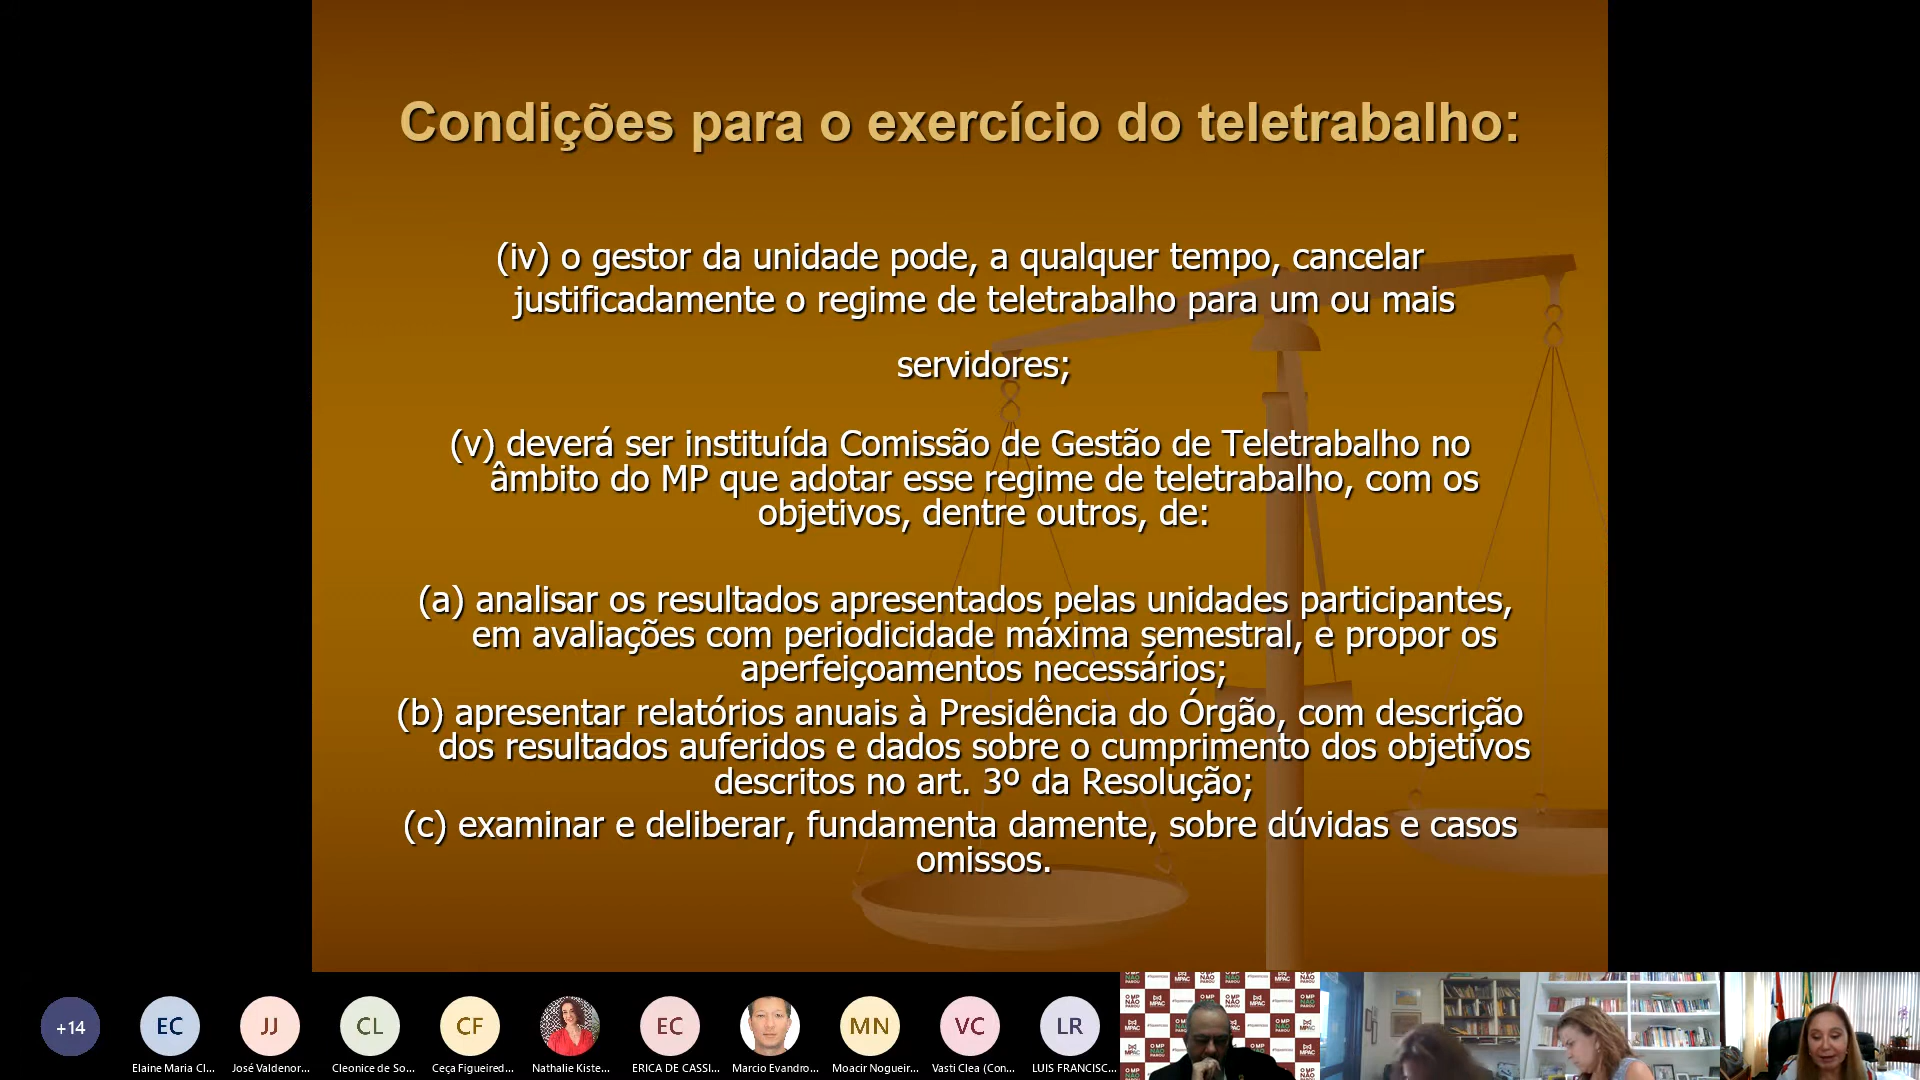 Condições para o exercício do teletrabalho:
(iv) o gestor da unidade pode, a qualquer tempo, cancelar
justificadamente o regime de teletrabalho para um ou mais
servidores;
(v) deverá ser instituída Comissão de Gestão de Teletrabalho no
âmbito do MP que adotar esse regime de teletrabalho, com os
objetivos, dentre outros, de:
(a) analisar os resultados apresentados pelas unidades participantes,
em avaliações com periodicidade máxima semestral, e propor os
aperfeiçoamentos necessários;
(b) apresentar relatórios anuais à Presidência do Órgão, com descrição
dos resultados auferidos e dados sobre o cumprimento dos objetivos
descritos no art. 3º da Resolução;
(c) examinar e deliberar, fundamenta damente, sobre dúvidas e casos
omissos.
+14
EC
JJ
CL
CF
EC
MN
VC
LR
Elaine Maria Cl...
José Valdenor...
Cleonice de So...
Ceça Figueired...
Nathalie Kiste...
ERICA DE CASSI...
Marcio Evandro...
Moacir Nogueir...
Vasti Clea (Con...
LUIS FRANCISC...
O MP
NÃO
PAROU
MPAC